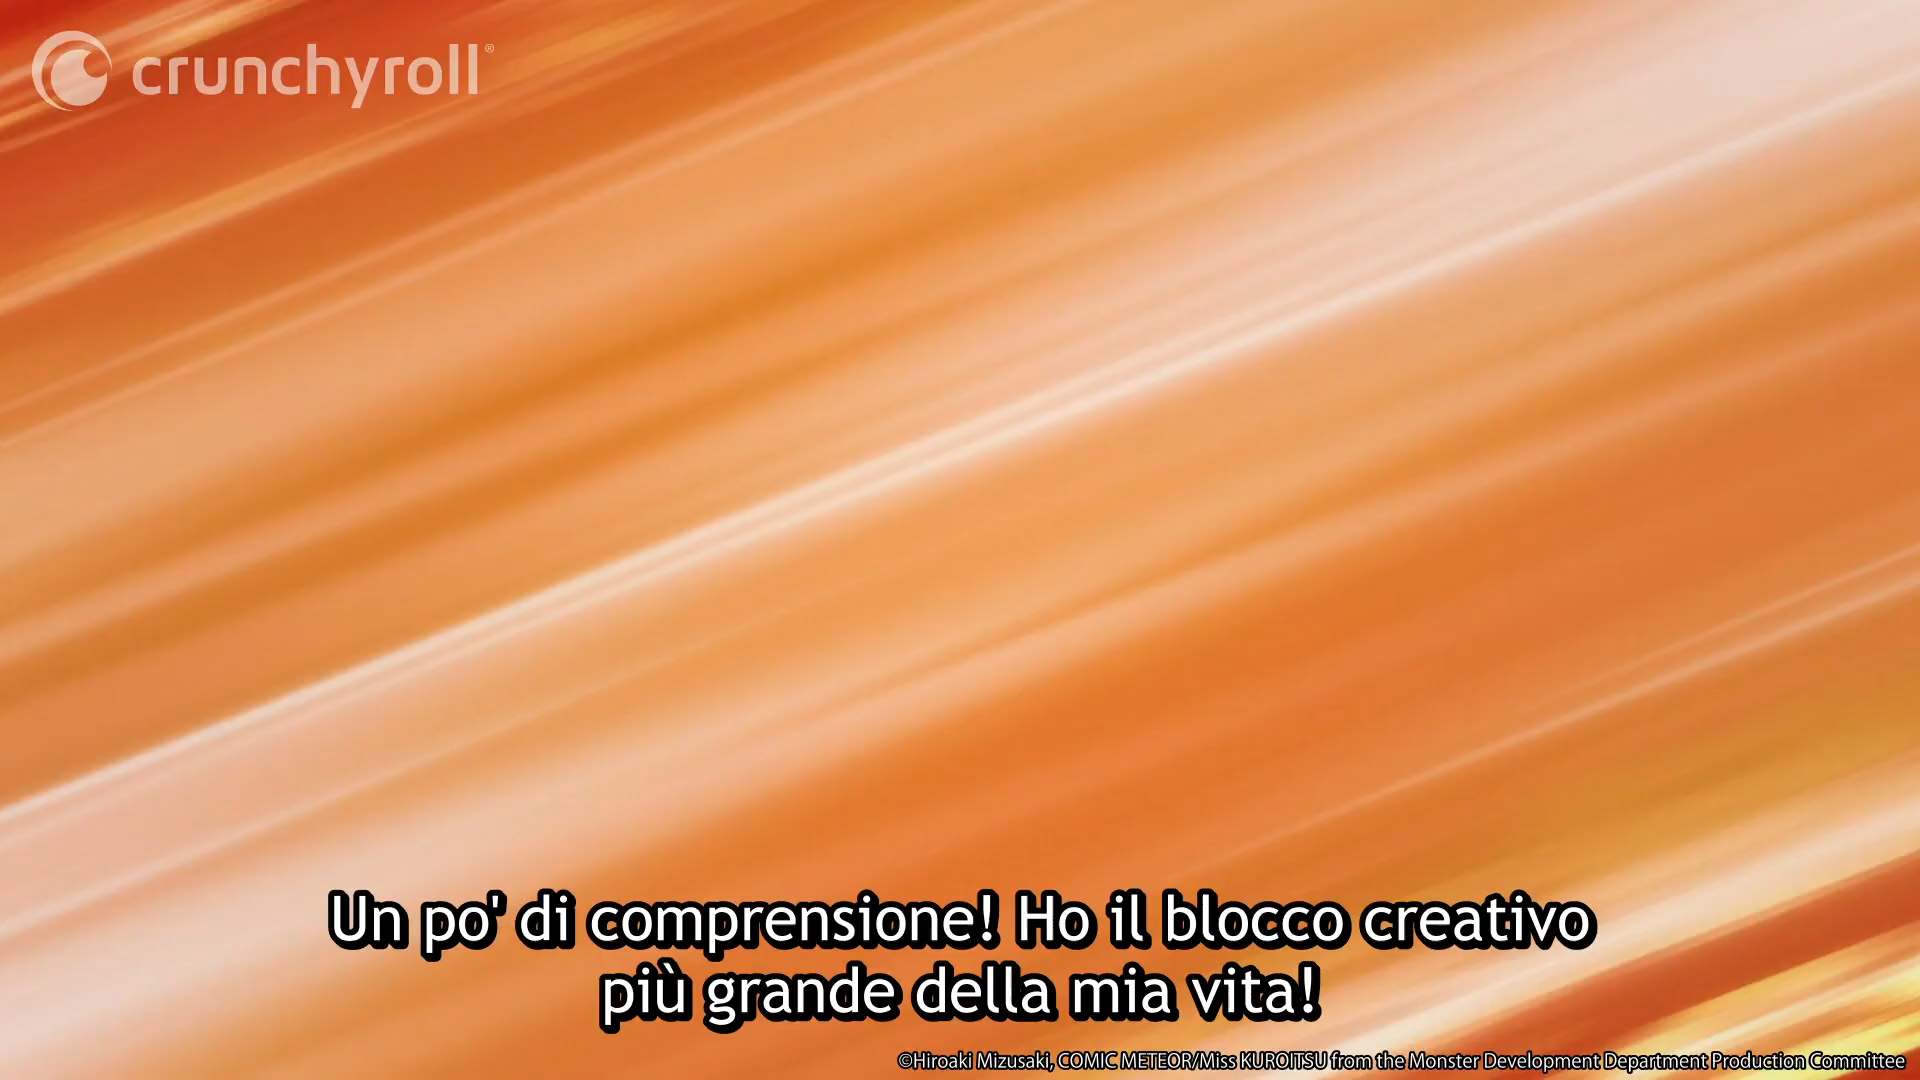 crunchyroll®
Un po' di comprensione! Ho il blocco creativo
più grande della mia vita!
©Hiroaki Mizusaki, COMIC METEOR/Miss KUROITSU from the Monster Development Department Production Committee